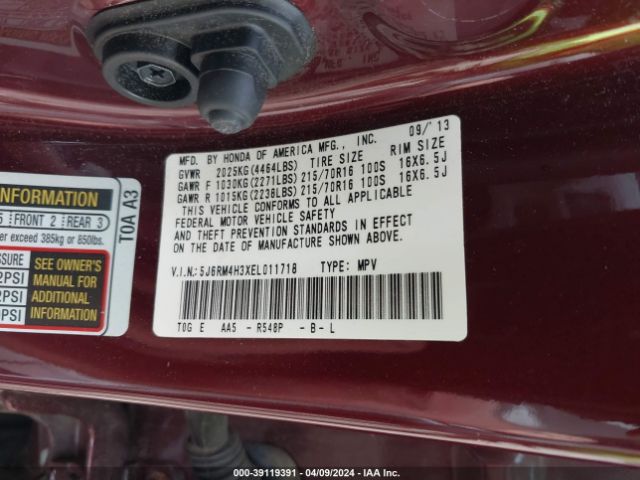 MFD. BY HONDA OF AMERICA MFG., INC. 09/'13
GVWR 2025KG(4464LBS) TIRE SIZE RIM SIZE
GAWR F 1030KG(2271LBS) 215/70R16 100S 16X6.5J
GAWR R 1015KG(2238LBS) 215/70R16 100S 16X6.5J
THIS VEHICLE CONFORMS TO ALL APPLICABLE
FEDERAL MOTOR VEHICLE SAFETY
AND THEFT PREVENTION STANDARDS IN EFFECT
ON THE DATE OF MANUFACTURE SHOWN ABOVE.
V.I.N.:5J6RM4H3XEL011718 TYPE: MPV
T0G E AA5 - R548P - B - L
INFORMATION
5 FRONT 2 REAR 3
exceed 385kg or 850lbs.
SEE OWNER'S
MANUAL FOR
ADDITIONAL
INFORMATION
T0A A3
000-39119391 - 04/09/2024 - IAA Inc.